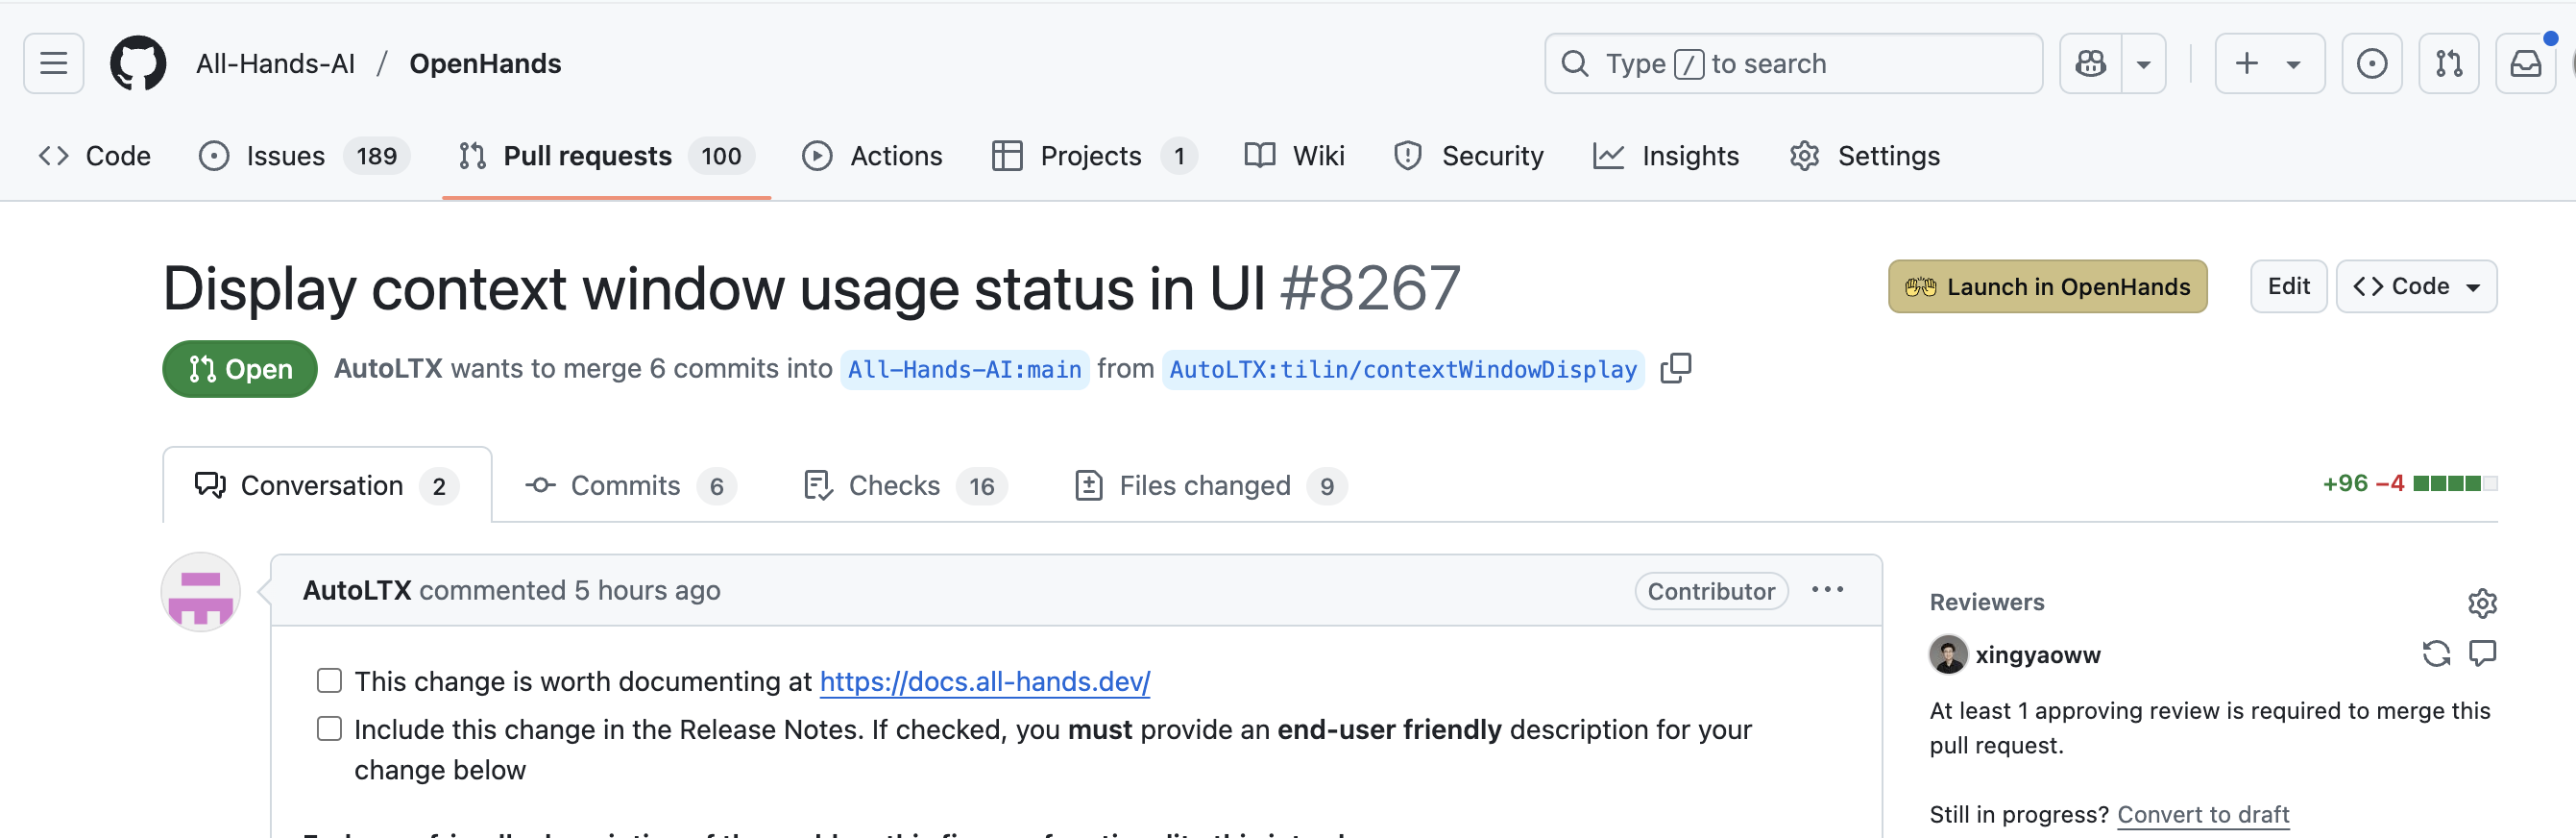 All-Hands-AI / OpenHands
Type / to search
Code
Issues 189
Pull requests 100
Actions
Projects 1
Wiki
Security
Insights
Settings
Display context window usage status in UI #8267
Launch in OpenHands
Edit
Code
Open
AutoLTX wants to merge 6 commits into All-Hands-AI:main from AutoLTX:tilin/contextWindowDisplay
Conversation 2
Commits 6
Checks 16
Files changed 9
+96 −4
AutoLTX commented 5 hours ago
Contributor
This change is worth documenting at https://docs.all-hands.dev/
Include this change in the Release Notes. If checked, you must provide an end-user friendly description for your
change below
Reviewers
xingyaoww
At least 1 approving review is required to merge this
pull request.
Still in progress? Convert to draft